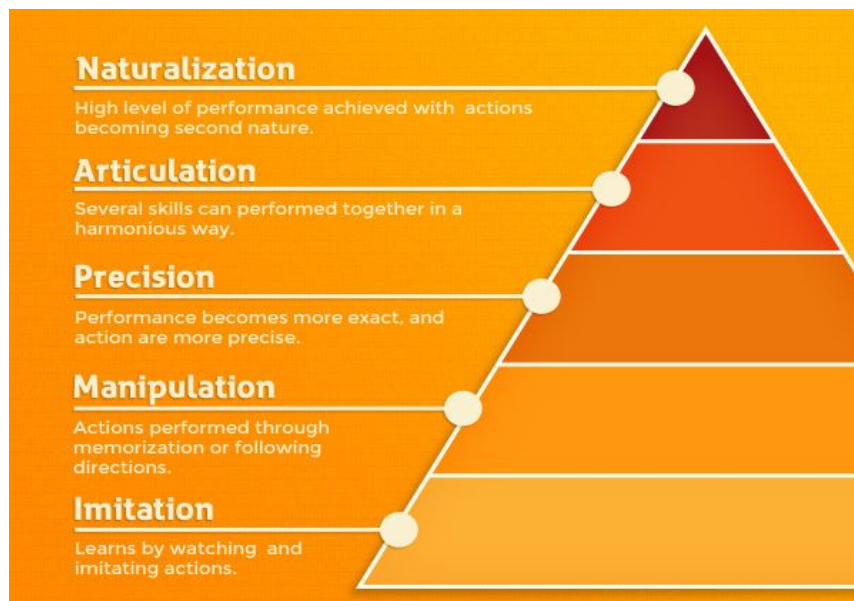 Naturalization
High level of performance achieved with actions
becoming second nature.
Articulation
Several skills can performed together in a
harmonious way.
Precision
Performance becomes more exact, and
action are more precise.
Manipulation
Actions performed through
memorization or following
directions.
Imitation
Learns by watching and
imitating actions.